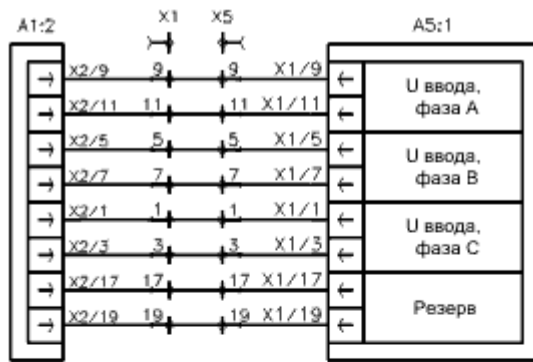 A1:2 X1 X5 A5:1
X2/9 9 9 X1/9
U ввода,
фаза А
X2/11 11 11 X1/11
X2/5 5 5 X1/5
U ввода,
фаза В
X2/7 7 7 X1/7
X2/1 1 1 X1/1
U ввода,
фаза С
X2/3 3 3 X1/3
X2/17 17 17 X1/17
Резерв
X2/19 19 19 X1/19